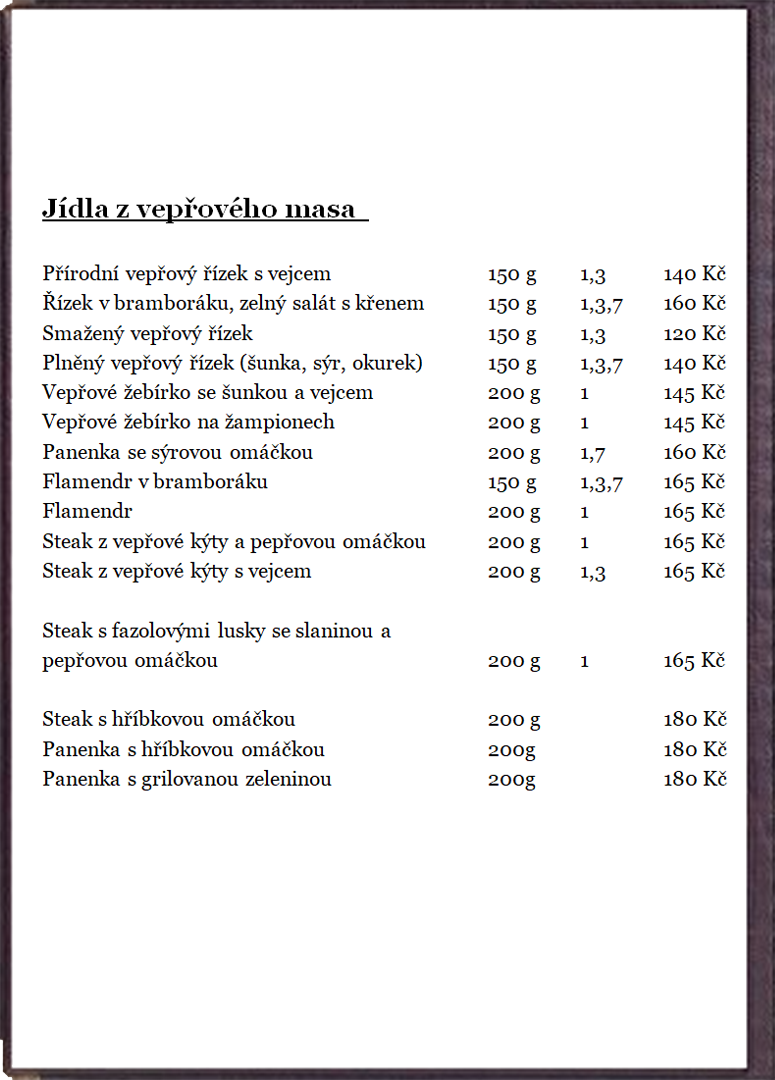 Jídla z vepřového masa
Přírodní vepřový řízek s vejcem 150 g 1,3 140 Kč
Řízek v bramboráku, zelný salát s křenem 150 g 1,3,7 160 Kč
Smažený vepřový řízek 150 g 1,3 120 Kč
Plněný vepřový řízek (šunka, sýr, okurek) 150 g 1,3,7 140 Kč
Vepřové žebírko se šunkou a vejcem 200 g 1 145 Kč
Vepřové žebírko na žampionech 200 g 1 145 Kč
Panenka se sýrovou omáčkou 200 g 1,7 160 Kč
Flamendr v bramboráku 150 g 1,3,7 165 Kč
Flamendr 200 g 1 165 Kč
Steak z vepřové kýty a pepřovou omáčkou 200 g 1 165 Kč
Steak z vepřové kýty s vejcem 200 g 1,3 165 Kč
Steak s fazolovými lusky se slaninou a
pepřovou omáčkou 200 g 1 165 Kč
Steak s hříbkovou omáčkou 200 g 180 Kč
Panenka s hříbkovou omáčkou 200g 180 Kč
Panenka s grilovanou zeleninou 200g 180 Kč